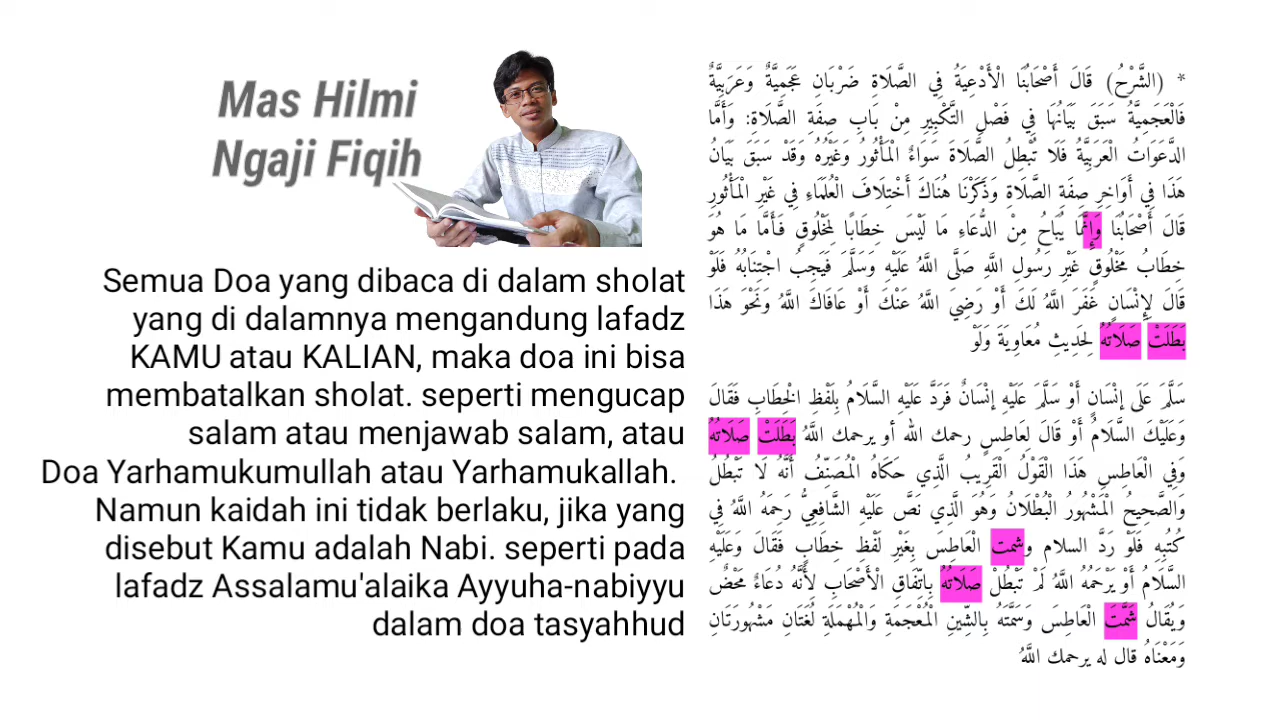 Mas Hilmi
Ngaji Fiqih
Semua Doa yang dibaca di dalam sholat
yang di dalamnya mengandung lafadz
KAMU atau KALIAN, maka doa ini bisa
membatalkan sholat. seperti mengucap
salam atau menjawab salam, atau
Doa Yarhamukumullah atau Yarhamukallah.
Namun kaidah ini tidak berlaku, jika yang
disebut Kamu adalah Nabi. seperti pada
lafadz Assalamu'alaika Ayyuha-nabiyyu
dalam doa tasyahhud
* (الشَّرْحُ) قَالَ أَصْحَابُنَا الْأَدْعِيَةُ فِي الصَّلَاةِ ضَرْبَانِ عَجَمِيَّةٌ وَعَرَبِيَّةٌ
فَالْعَجَمِيَّةُ سَبَقَ بَيَانُهَا فِي فَصْلِ التَّكْبِيرِ مِنْ بَابِ صِفَةِ الصَّلَاةِ: وَأَمَّا
الدَّعَوَاتُ الْعَرَبِيَّةُ فَلَا تُبْطِلُ الصَّلَاةَ سَوَاءٌ الْمَأْثُورُ وَغَيْرُهُ وَقَدْ سَبَقَ بَيَانُ
هَذَا فِي أَوَاخِرِ صِفَةِ الصَّلَاةِ وَذَكَرْنَا هُنَاكَ أَخْتِلَافَ الْعُلَمَاءِ فِي غَيْرِ الْمَأْثُورِ
قَالَ أَصْحَابُنَا وَإِنَّمَا يُبَاحُ مِنْ الدُّعَاءِ مَا لَيْسَ خِطَابًا لِمَخْلُوقٍ فَأَمَّا مَا هُوَ
خِطَابُ مَخْلُوقٍ غَيْرِ رَسُولِ اللَّهِ صَلَّى اللَّهُ عَلَيْهِ وَسَلَّمَ فَيَجِبُ اجْتِنَابُهُ فَلَوْ
قَالَ لِإِنْسَانٍ غَفَرَ اللَّهُ لَكَ أَوْ رَضِيَ اللَّهُ عَنْكَ أَوْ عَافَاكَ اللَّهُ وَنَحْوَ هَذَا
بَطَلَتْ صَلَاتُهُ لِحَدِيثِ مُعَاوِيَةَ وَلَوْ
سَلَّمَ عَلَى إنْسَانٍ أَوْ سَلَّمَ عَلَيْهِ إنْسَانٌ فَرَدَّ عَلَيْهِ السَّلَامُ بِلَفْظِ الْخِطَابِ فَقَالَ
وَعَلَيْكَ السَّلَامُ أَوْ قَالَ لِعَاطِسٍ رحمك الله أو يرحمك اللَّهُ بَطَلَتْ صَلَاتُهُ
وَفِي الْعَاطِسِ هَذَا الْقَوْلُ الْقَرِيبُ الَّذِي حَكَاهُ الْمُصَنِّفُ أَنَّهُ لَا تَبْطُلُ
وَالصَّحِيحُ الْمَشْهُورُ الْبُطْلَانُ وَهُوَ الَّذِي نَصَّ عَلَيْهِ الشَّافِعِيُّ رَحِمَهُ اللَّهُ فِي
كُتُبِهِ فَلَوْ رَدَّ السلام وشمت الْعَاطِسَ بِغَيْرِ لَفْظِ خِطَابٍ فَقَالَ وَعَلَيْهِ
السَّلَامُ أَوْ يَرْحَمُهُ اللَّهُ لَمْ تَبْطُلْ صَلَاتُهُ بِاتِّفَاقِ الْأَصْحَابِ لِأَنَّهُ دُعَاءٌ مَحْضٌ
وَيُقَالُ شَمَّتَ الْعَاطِسَ وَسَمَّتَهُ بِالشِّينِ الْمُعْجَمَةِ وَالْمُهْمَلَةِ لُغَتَانِ مَشْهُورَتَانِ
وَمَعْنَاهُ قال له يرحمك اللَّهُ